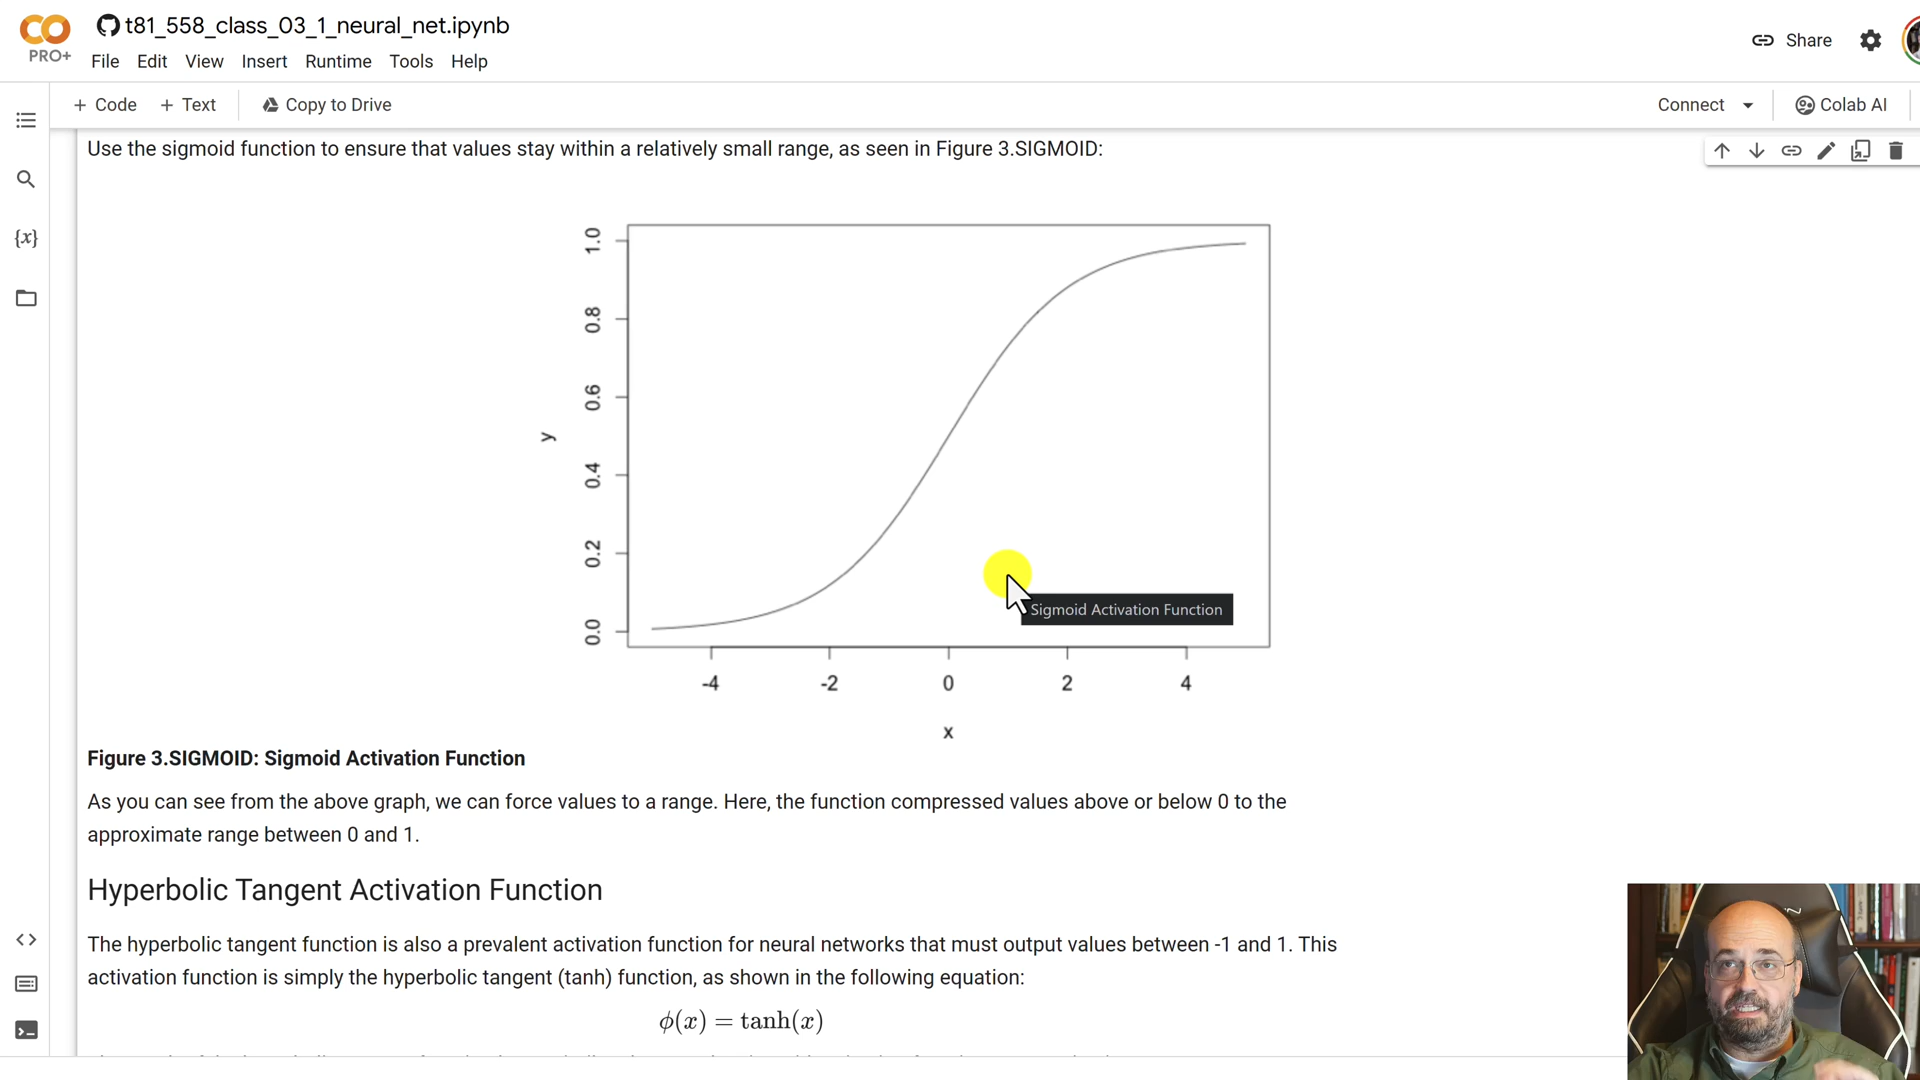 t81_558_class_03_1_neural_net.ipynb
PRO+
File Edit View Insert Runtime Tools Help
Share
+ Code + Text Copy to Drive
Connect Colab AI
Use the sigmoid function to ensure that values stay within a relatively small range, as seen in Figure 3.SIGMOID:
{x}
1.0
0.8
0.6
0.4
0.2
0.0
y
Sigmoid Activation Function
-4 -2 0 2 4
x
Figure 3.SIGMOID: Sigmoid Activation Function
As you can see from the above graph, we can force values to a range. Here, the function compressed values above or below 0 to the
approximate range between 0 and 1.
Hyperbolic Tangent Activation Function
The hyperbolic tangent function is also a prevalent activation function for neural networks that must output values between -1 and 1. This
activation function is simply the hyperbolic tangent (tanh) function, as shown in the following equation:
ϕ(x) = tanh(x)